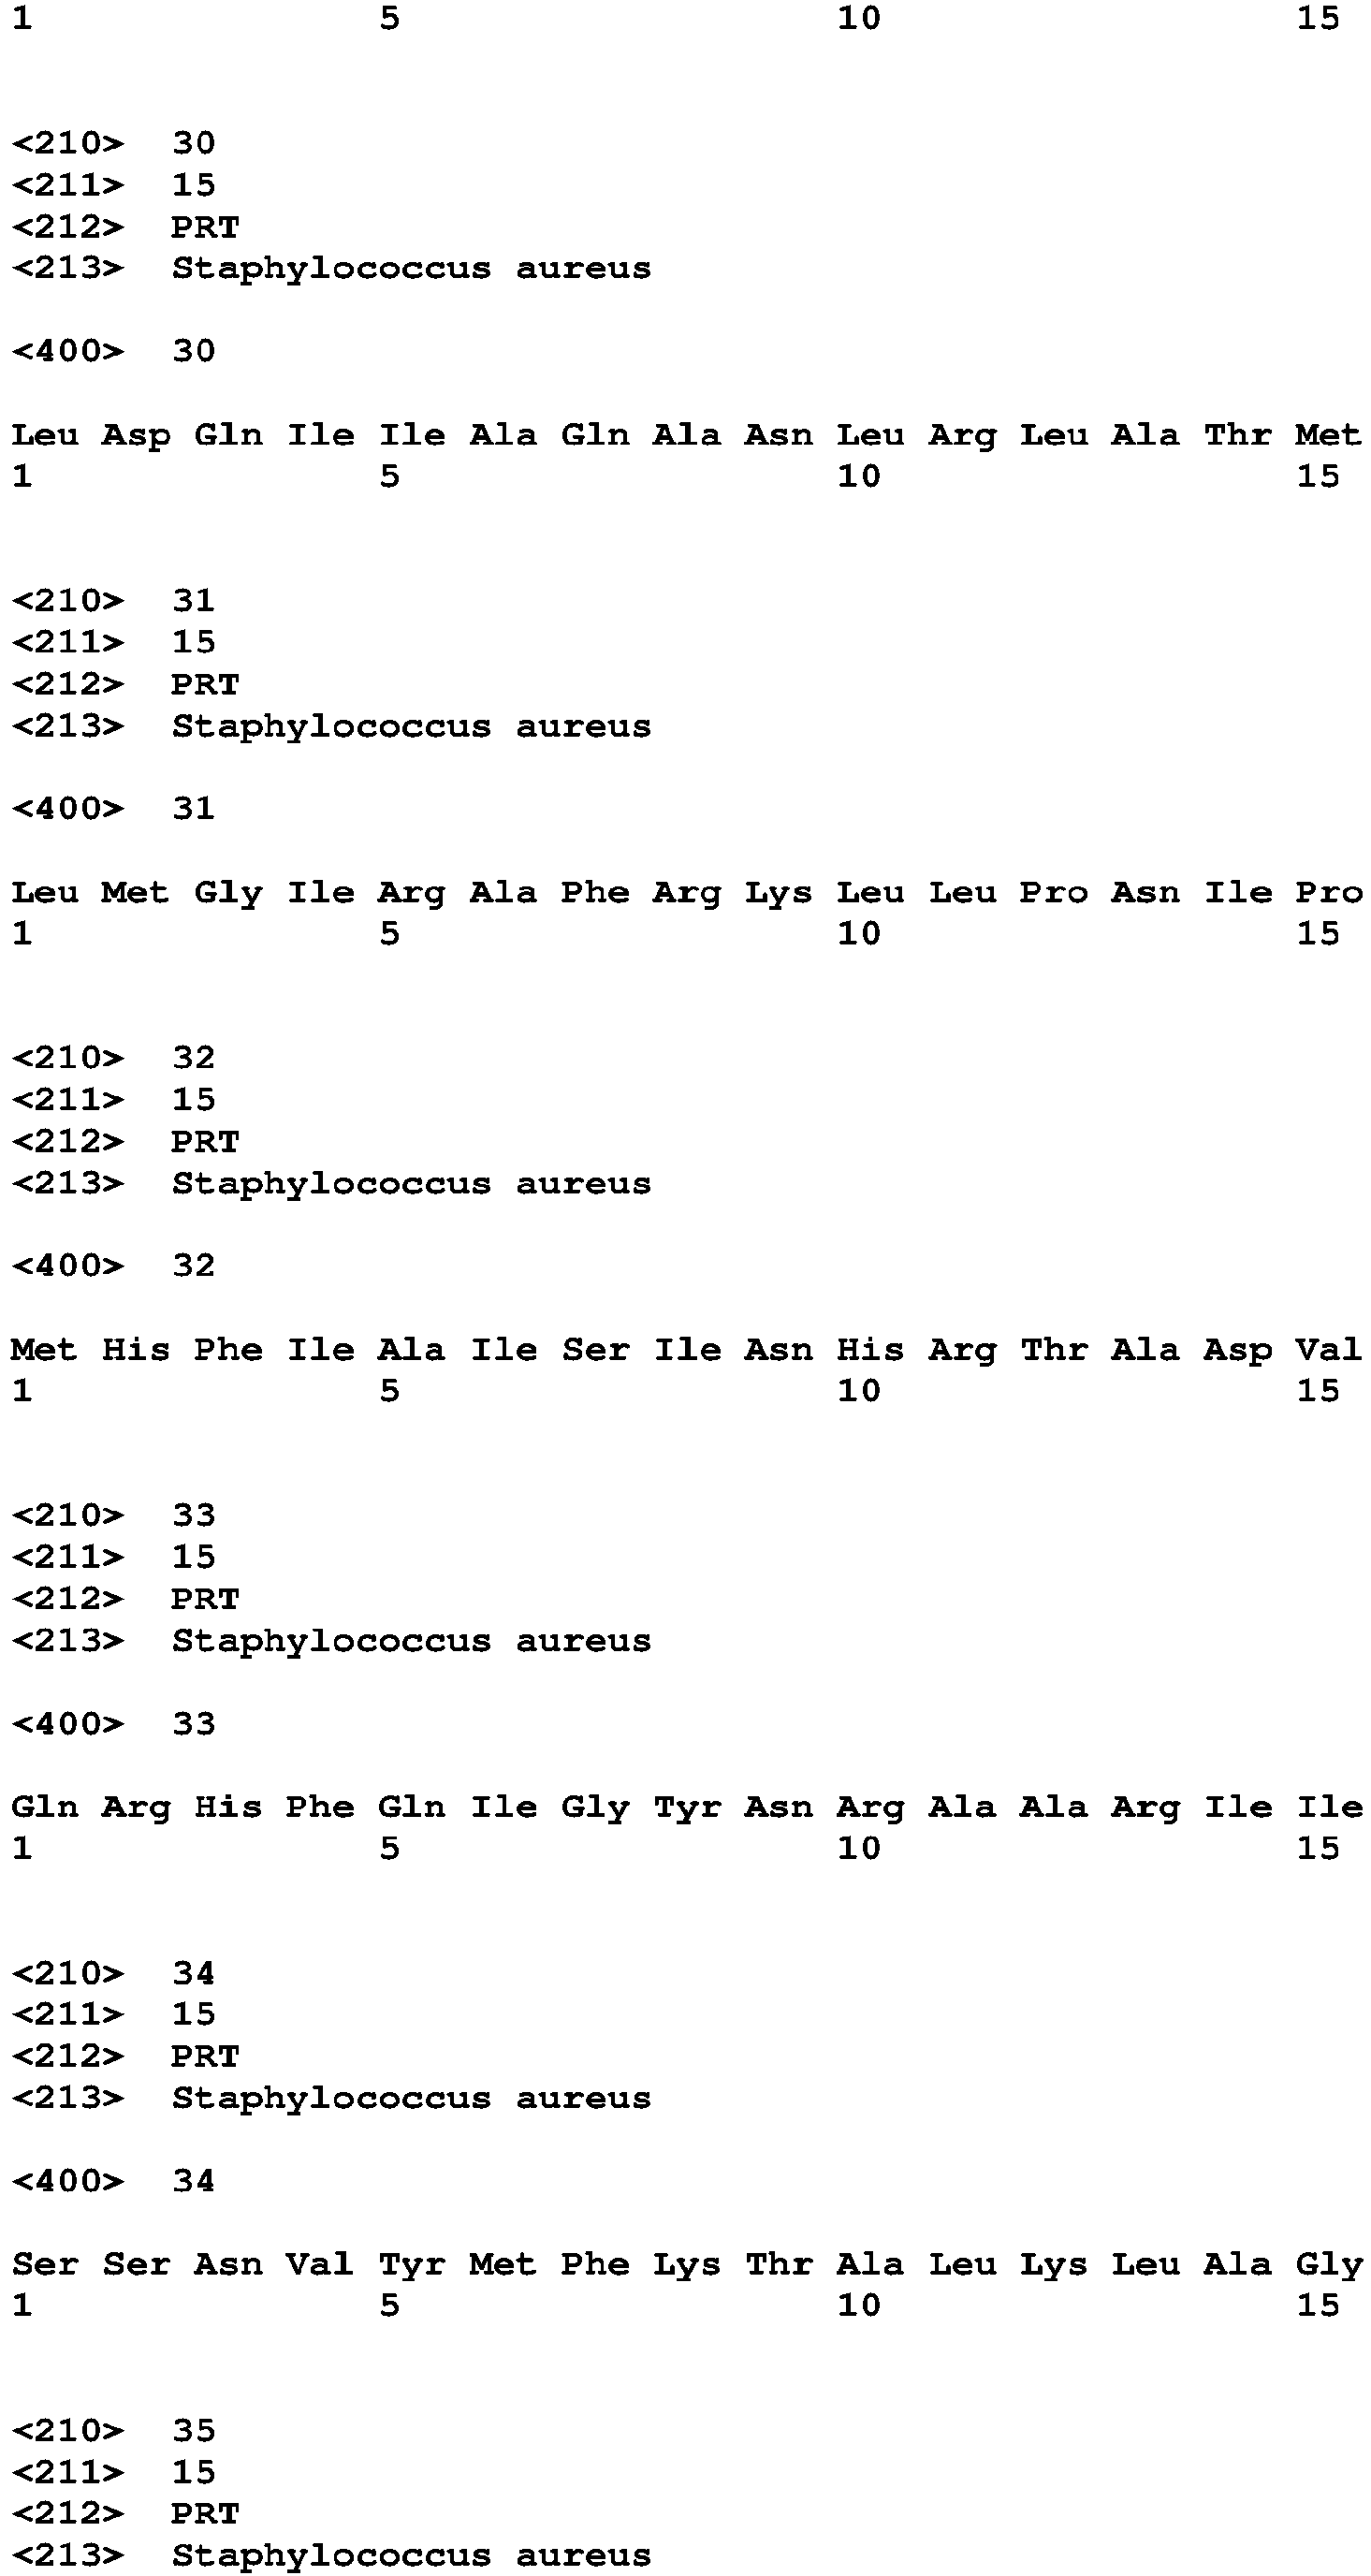 1 5 10 15
<210> 30
<211> 15
<212> PRT
<213> Staphylococcus aureus
<400> 30
Leu Asp Gln Ile Ile Ala Gln Ala Asn Leu Arg Leu Ala Thr Met
1 5 10 15
<210> 31
<211> 15
<212> PRT
<213> Staphylococcus aureus
<400> 31
Leu Met Gly Ile Arg Ala Phe Arg Lys Leu Leu Pro Asn Ile Pro
1 5 10 15
<210> 32
<211> 15
<212> PRT
<213> Staphylococcus aureus
<400> 32
Met His Phe Ile Ala Ile Ser Ile Asn His Arg Thr Ala Asp Val
1 5 10 15
<210> 33
<211> 15
<212> PRT
<213> Staphylococcus aureus
<400> 33
Gln Arg His Phe Gln Ile Gly Tyr Asn Arg Ala Ala Arg Ile Ile
1 5 10 15
<210> 34
<211> 15
<212> PRT
<213> Staphylococcus aureus
<400> 34
Ser Ser Asn Val Tyr Met Phe Lys Thr Ala Leu Lys Leu Ala Gly
1 5 10 15
<210> 35
<211> 15
<212> PRT
<213> Staphylococcus aureus